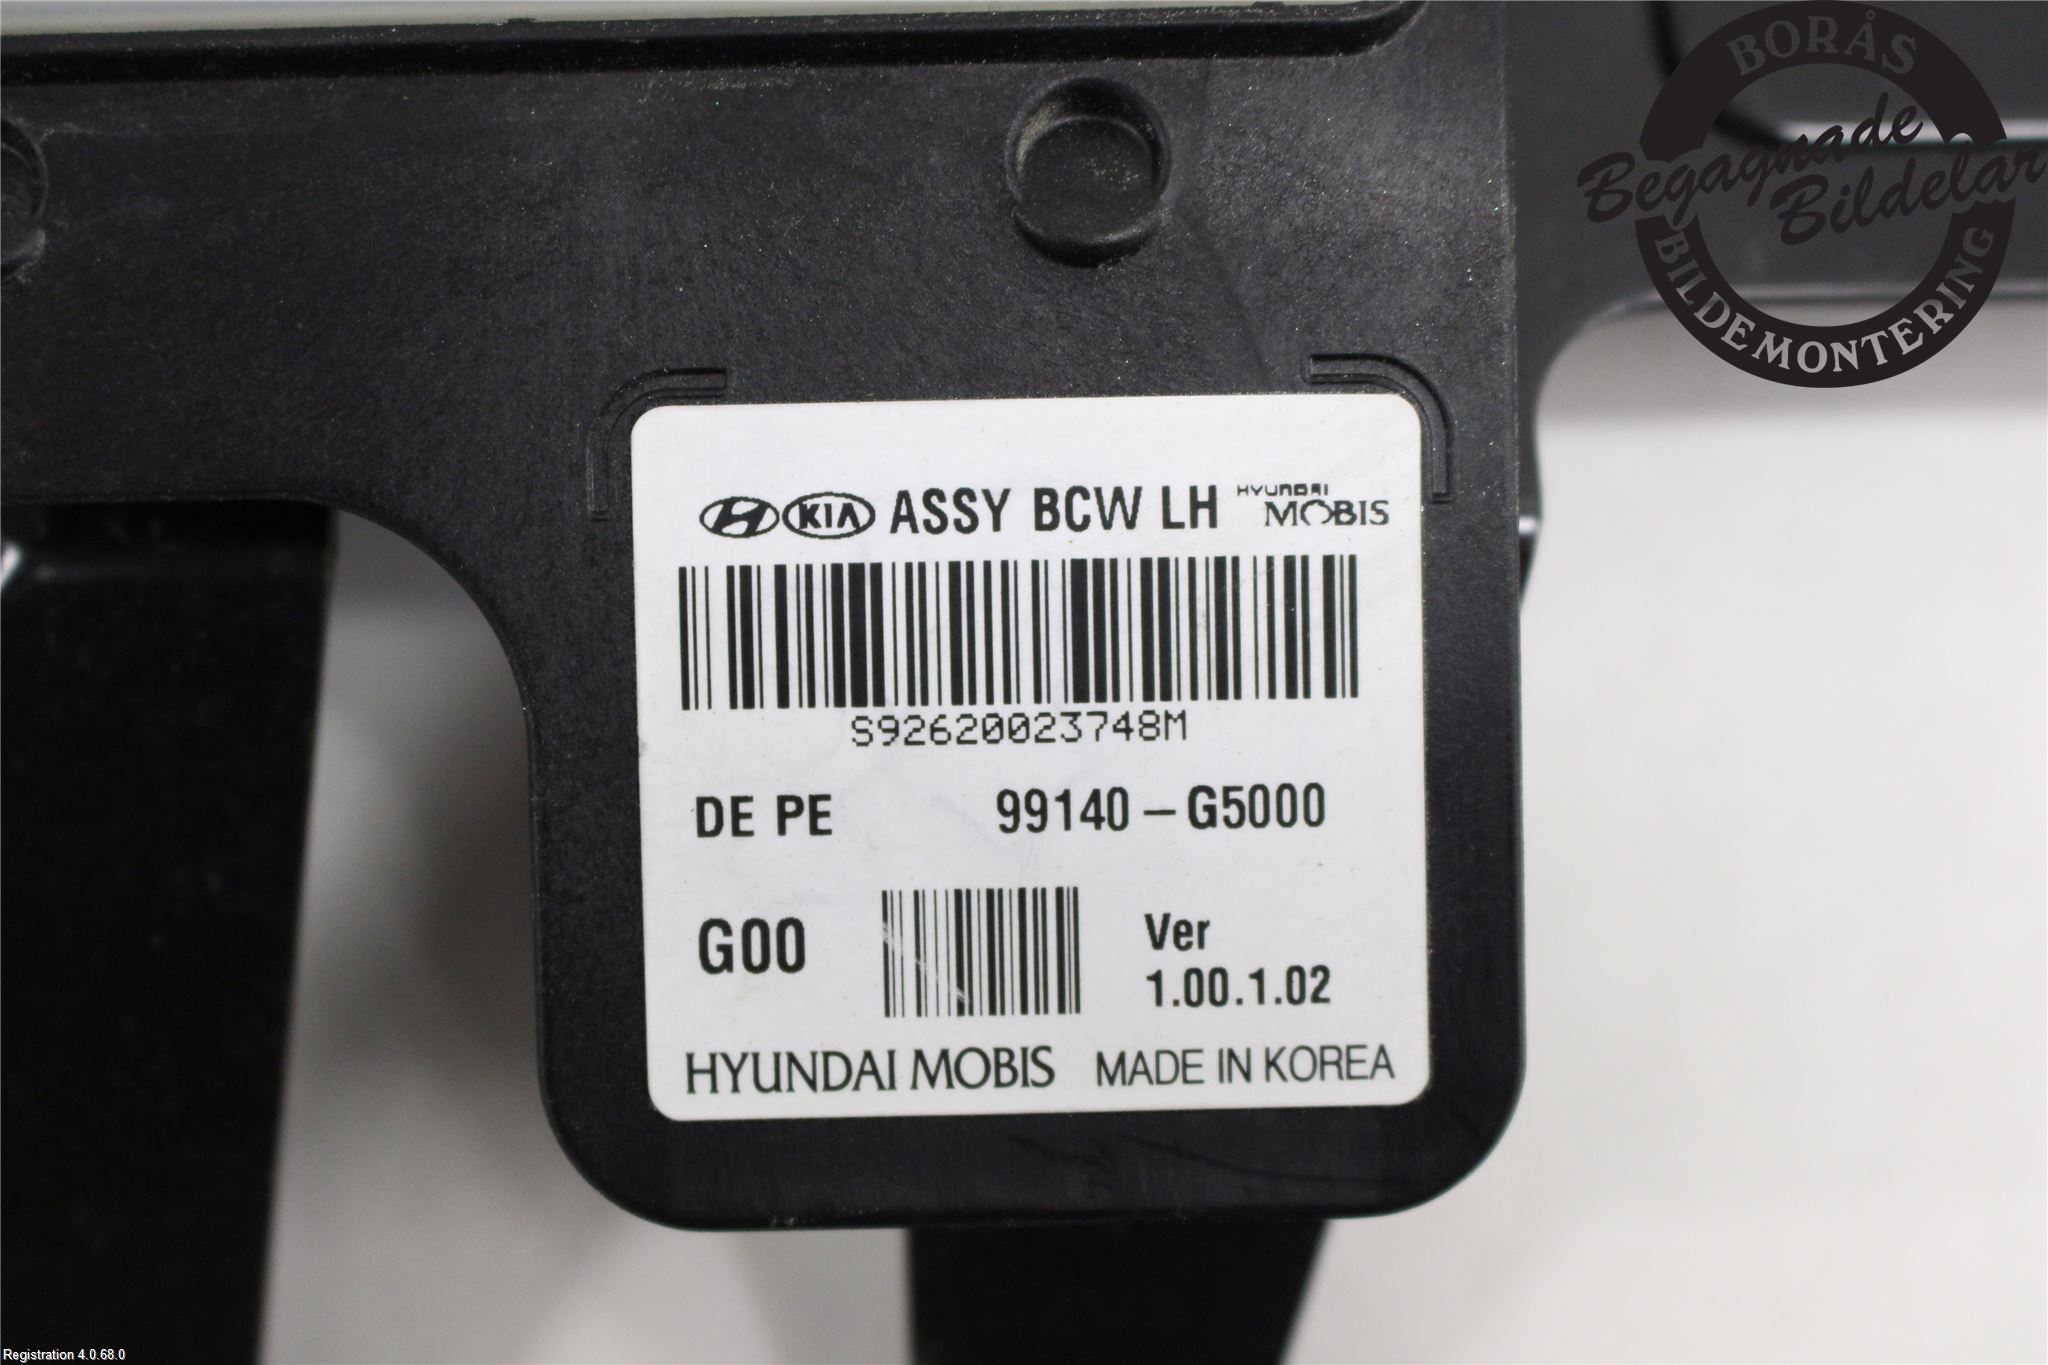 BORÅS
Begagnade
Bildelar
BILDEMONTERING
KIA ASSY BCW LH HYUNDAI MOBIS
S92620023748M
DE PE 99140-G5000
G00 Ver
1.00.1.02
HYUNDAI MOBIS MADE IN KOREA
Registration 4.0.68.0